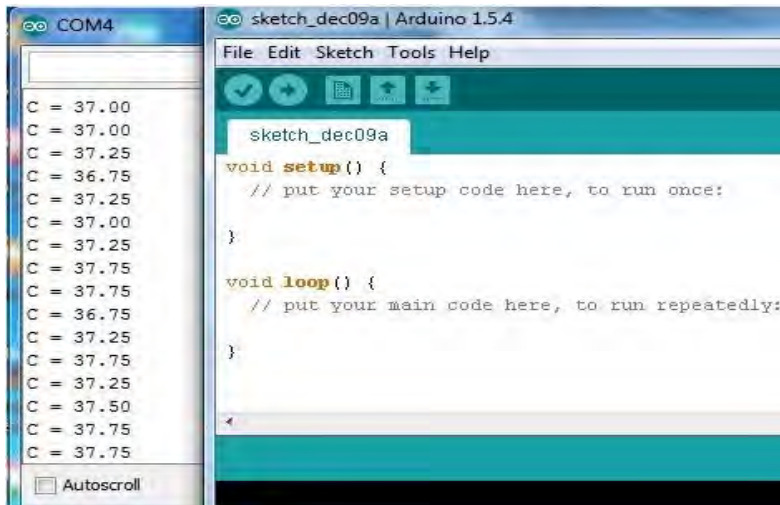 COM4
C = 37.00
C = 37.00
C = 37.25
C = 36.75
C = 37.25
C = 37.00
C = 37.25
C = 37.75
C = 37.75
C = 36.75
C = 37.25
C = 37.75
C = 37.25
C = 37.50
C = 37.75
C = 37.75
Autoscroll
sketch_dec09a | Arduino 1.5.4
File Edit Sketch Tools Help
sketch_dec09a
void setup() {
// put your setup code here, to run once:
}
void loop() {
// put your main code here, to run repeatedly:
}